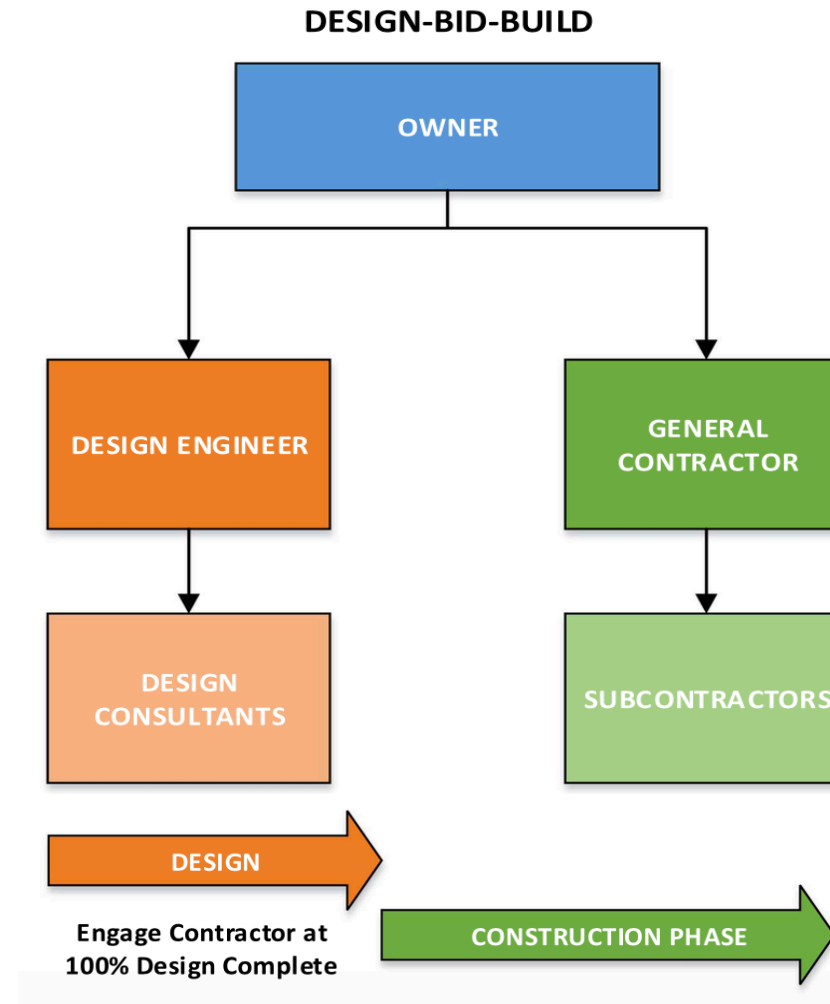 DESIGN-BID-BUILD
OWNER
DESIGN ENGINEER
GENERAL
CONTRACTOR
DESIGN
CONSULTANTS
SUBCONTRACTORS
DESIGN
Engage Contractor at
100% Design Complete
CONSTRUCTION PHASE